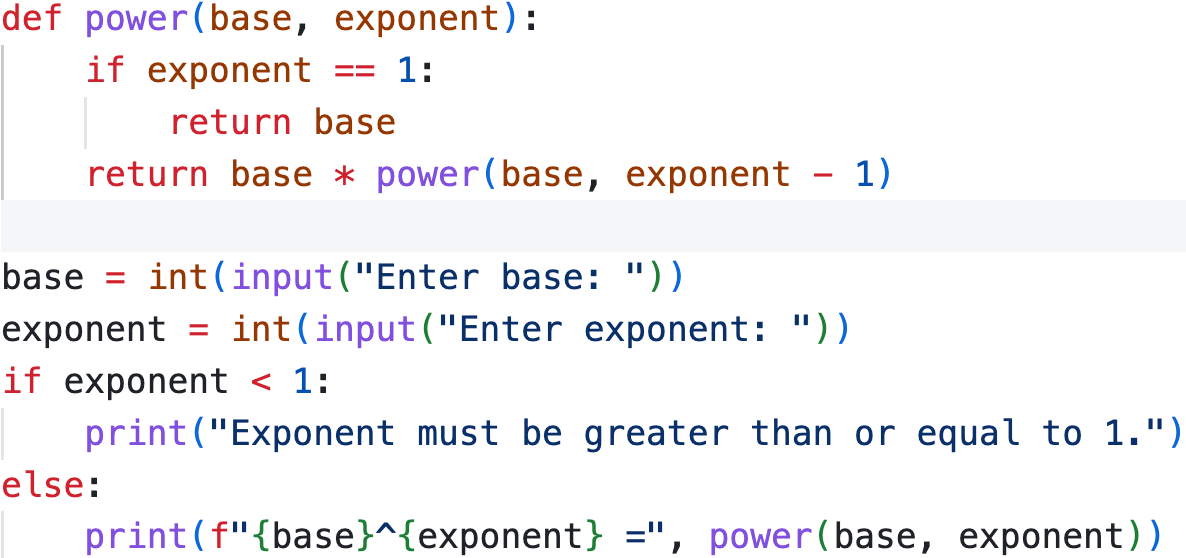 def power(base, exponent):
    if exponent == 1:
        return base
    return base * power(base, exponent - 1)

base = int(input("Enter base: "))
exponent = int(input("Enter exponent: "))
if exponent < 1:
    print("Exponent must be greater than or equal to 1.")
else:
    print(f"{base}^{exponent} =", power(base, exponent))